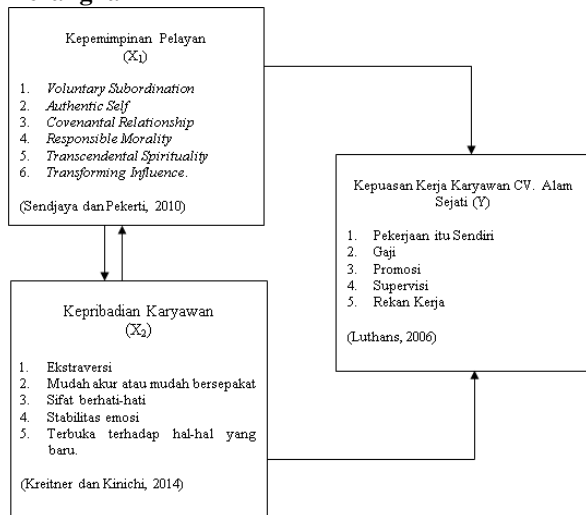 Kepemimpinan Pelayan
(X1)
1. Voluntary Subordination
2. Authentic Self
3. Covenantal Relationship
4. Responsible Morality
5. Transcendental Spirituality
6. Transforming Influence.
(Sendjaya dan Pekerti, 2010)
Kepribadian Karyawan
(X2)
1. Ekstraversi
2. Mudah akur atau mudah bersepakat
3. Sifat berhati-hati
4. Stabilitas emosi
5. Terbuka terhadap hal-hal yang
baru.
(Kreitner dan Kinichi, 2014)
Kepuasan Kerja Karyawan CV. Alam
Sejati (Y)
1. Pekerjaan itu Sendiri
2. Gaji
3. Promosi
4. Supervisi
5. Rekan Kerja
(Luthans, 2006)